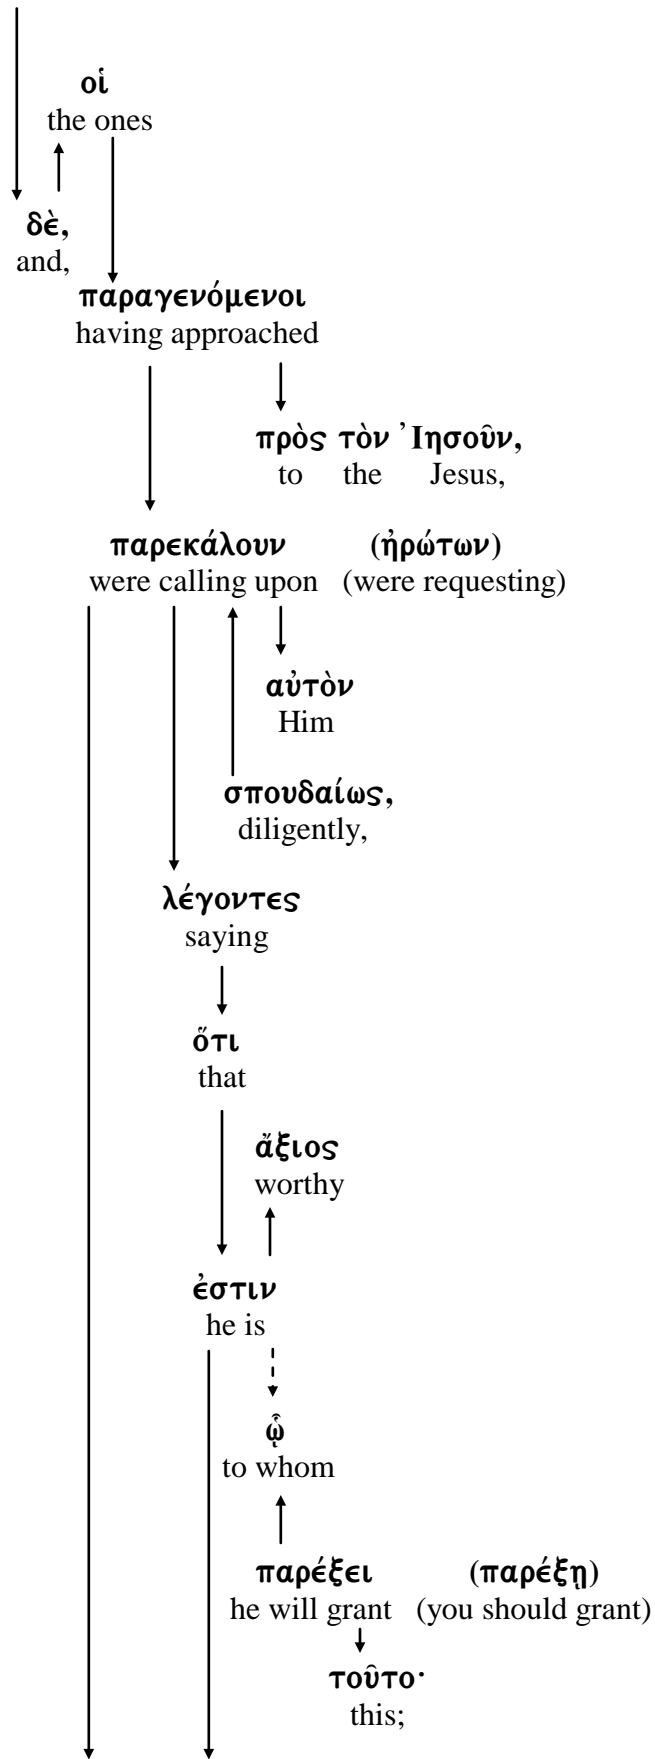 οἱ
the ones
δὲ,
and,
παραγενόμενοι
having approached
πρὸς τὸν Ἰησοῦν,
to the Jesus,
παρεκάλουν (ἠρώτων)
were calling upon (were requesting)
αὐτὸν
Him
σπουδαίως,
diligently,
λέγοντες
saying
ὅτι
that
ἄξιος
worthy
ἐστιν
he is
ᾧ
to whom
παρέξει (παρέξῃ)
he will grant (you should grant)
τοῦτο·
this;